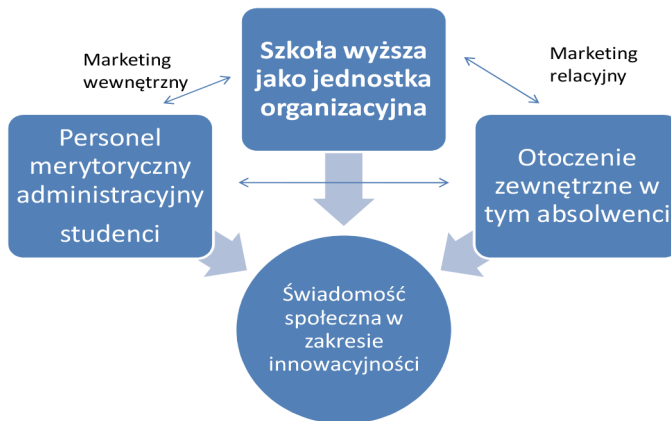 Marketing
wewnętrzny
Szkoła wyższa
jako jednostka
organizacyjna
Marketing
relacyjny
Personel
merytoryczny
administracyjny
studenci
Otoczenie
zewnętrzne w
tym absolwenci
Świadomość
społeczna w
zakresie
innowacyjności